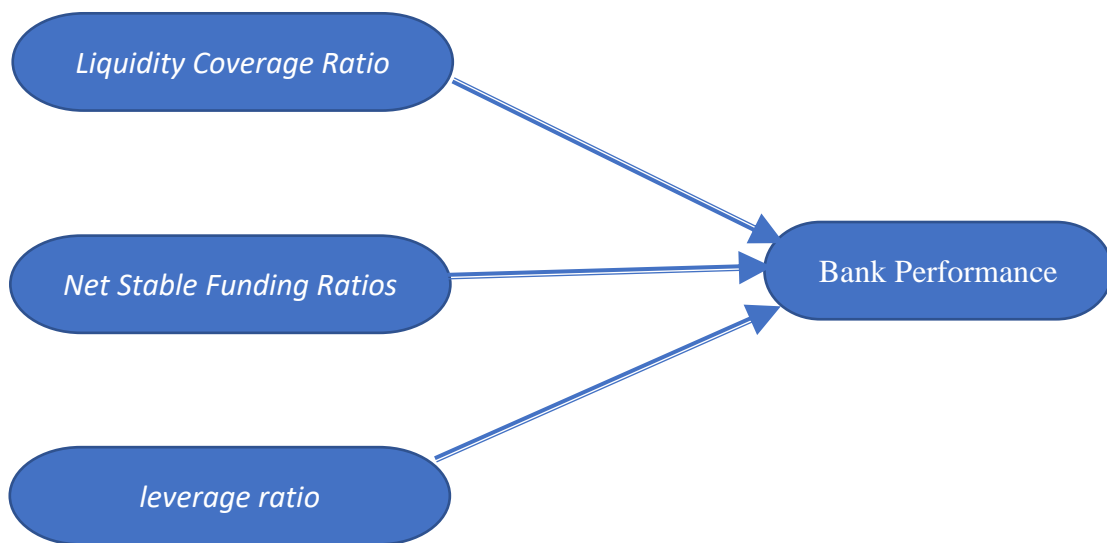 Liquidity Coverage Ratio
Net Stable Funding Ratios
Bank Performance
leverage ratio